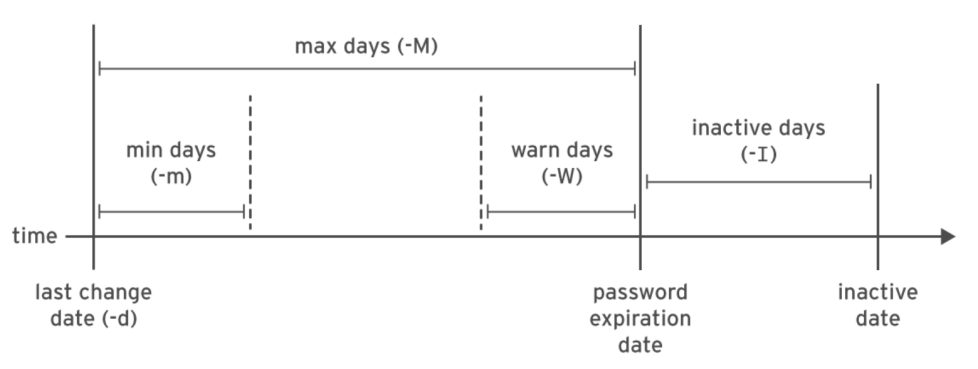 max days (-M)
min days
(-m)
warn days
(-W)
inactive days
(-I)
time
last change
date (-d)
password
expiration
date
inactive
date